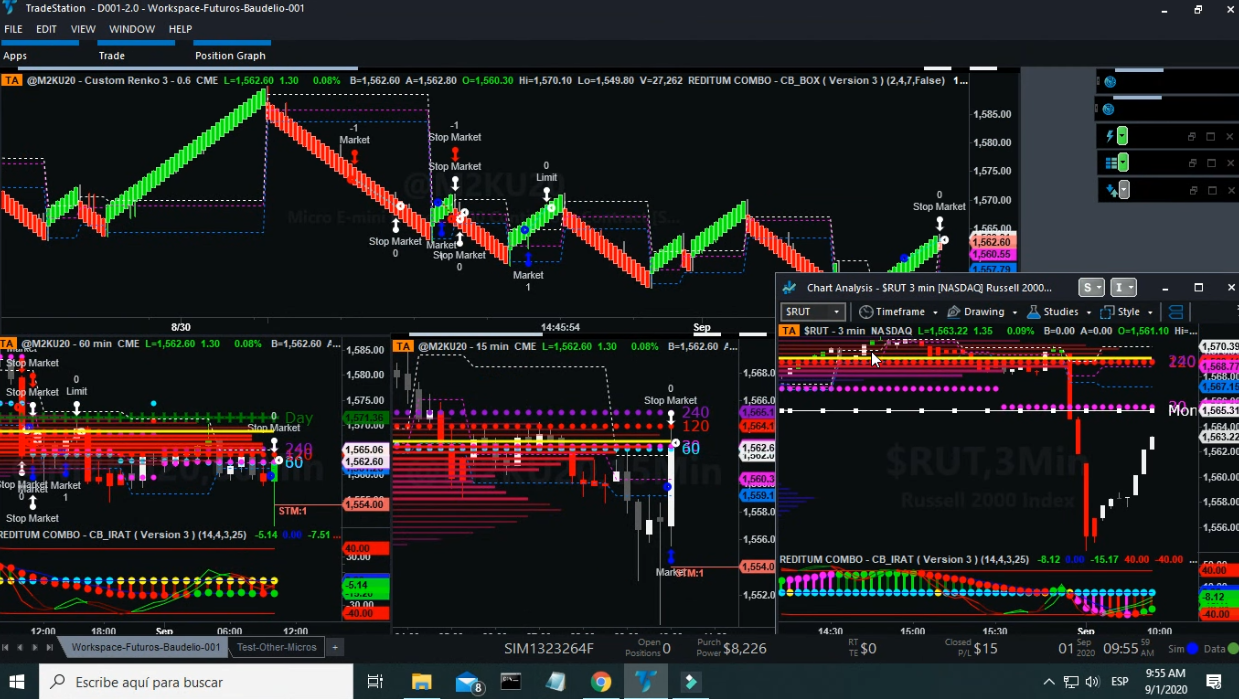 TradeStation - D001-2.0 - Workspace-Futuros-Baudelio-001
FILE EDIT VIEW WINDOW HELP
Apps Trade Position Graph
TA @M2KU20 - Custom Renko 3 - 0.6 CME L=1,562.60 1.30 0.08% B=1,562.60 A=1,562.80 O=1,560.30 Hi=1,570.10 Lo=1,549.80 V=27,262 REDITUM COMBO - CB_BOX ( Version 3 ) (2,4,7,False) 1...
1,585.00
-1
Market
-1
Stop Market
1,580.00
Stop Market
1,575.00
0
Limit
@M2KU20
0
Stop Market
1,570.00
1,565.00
Stop Market
0
Market
Stop Market
0
1,562.60
1,560.55
1,557.79
Market
1
8/30 14:45:54 Sep
Chart Analysis - $RUT 3 min [NASDAQ] Russell 2000...
S I
$RUT Timeframe Drawing Studies Style
TA $RUT - 3 min NASDAQ L=1,563.22 1.35 0.09% B=0.00 A=0.00 O=1,561.10 Hi=...
1,570.39
1,568.77
1,567.15
1,565.31
1,564.00
1,563.22
1,562.00
1,560.00
1,558.00
1,556.00
$RUT,3Min
Russell 2000 Index
REDITUM COMBO - CB_IRAT ( Version 3 ) (14,4,3,25) -8.12 0.00 -15.17 40.00 -40.00 ...
40.00
-8.12
-40.00
14:30 15:00 15:30 Sep 10:00
TA @M2KU20 - 60 min CME L=1,562.60 1.30 0.08% B=1,562.60 A...
1,585.00
Stop Market
1,580.00
0
Limit
Stop Market
1,575.00
0
0
Day
1,571.36
Stop Market
1,570.00
240
60
1,565.06
1,562.60
Stop Market
Market
0
1
Stop Market
STM:1
1,554.00
REDITUM COMBO - CB_IRAT ( Version 3 ) (14,4,3,25) -5.14 0.00 -7.51 ...
40.00
-5.14
-40.00
12:00 18:00 Sep 06:00 12:00
TA @M2KU20 - 15 min CME L=1,562.60 1.30 0.08% B=1,562.60 A...
0
Stop Market
240
120
60
1,565.1
1,564.1
1,562.6
1,560.3
1,559.1
1,558.0
1,556.0
1,554.0
1,552.0
Workspace-Futuros-Baudelio-001 Test-Other-Micros +
SIM1323264F
Open Positions 0
Purch Power $8,226
RT TE $0
Closed P/L $15
01 Sep 2020
09:55 59 AM
Sim Data
Escribe aquí para buscar
8
ESP
9:55 AM
9/1/2020